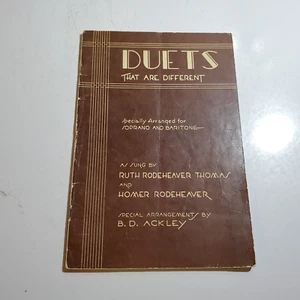 DUETS
THAT ARE DIFFERENT
Specially Arranged for
SOPRANO AND BARITONE
AS SUNG BY
RUTH RODEHEAVER THOMAS
AND
HOMER RODEHEAVER
SPECIAL ARRANGEMENTS BY
B. D. ACKLEY